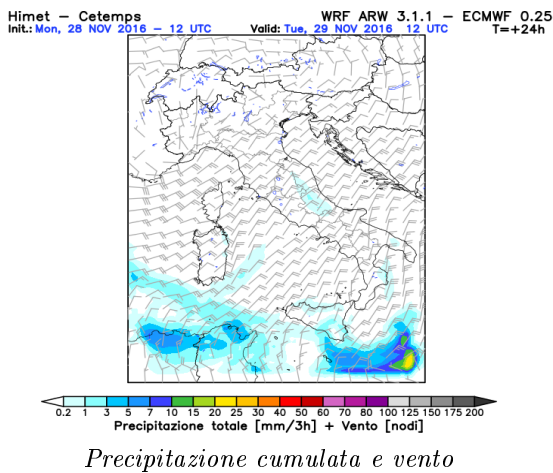 Himet – Cetemps WRF ARW 3.1.1 – ECMWF 0.25
Init.: Mon, 28 NOV 2016 – 12 UTC Valid: Tue, 29 NOV 2016 12 UTC T=+24h
0.2 1 3 5 7 10 15 20 25 30 40 50 60 70 80 100 125 150 175 200
Precipitazione totale [mm/3h] + Vento [nodi]
Precipitazione cumulata e vento